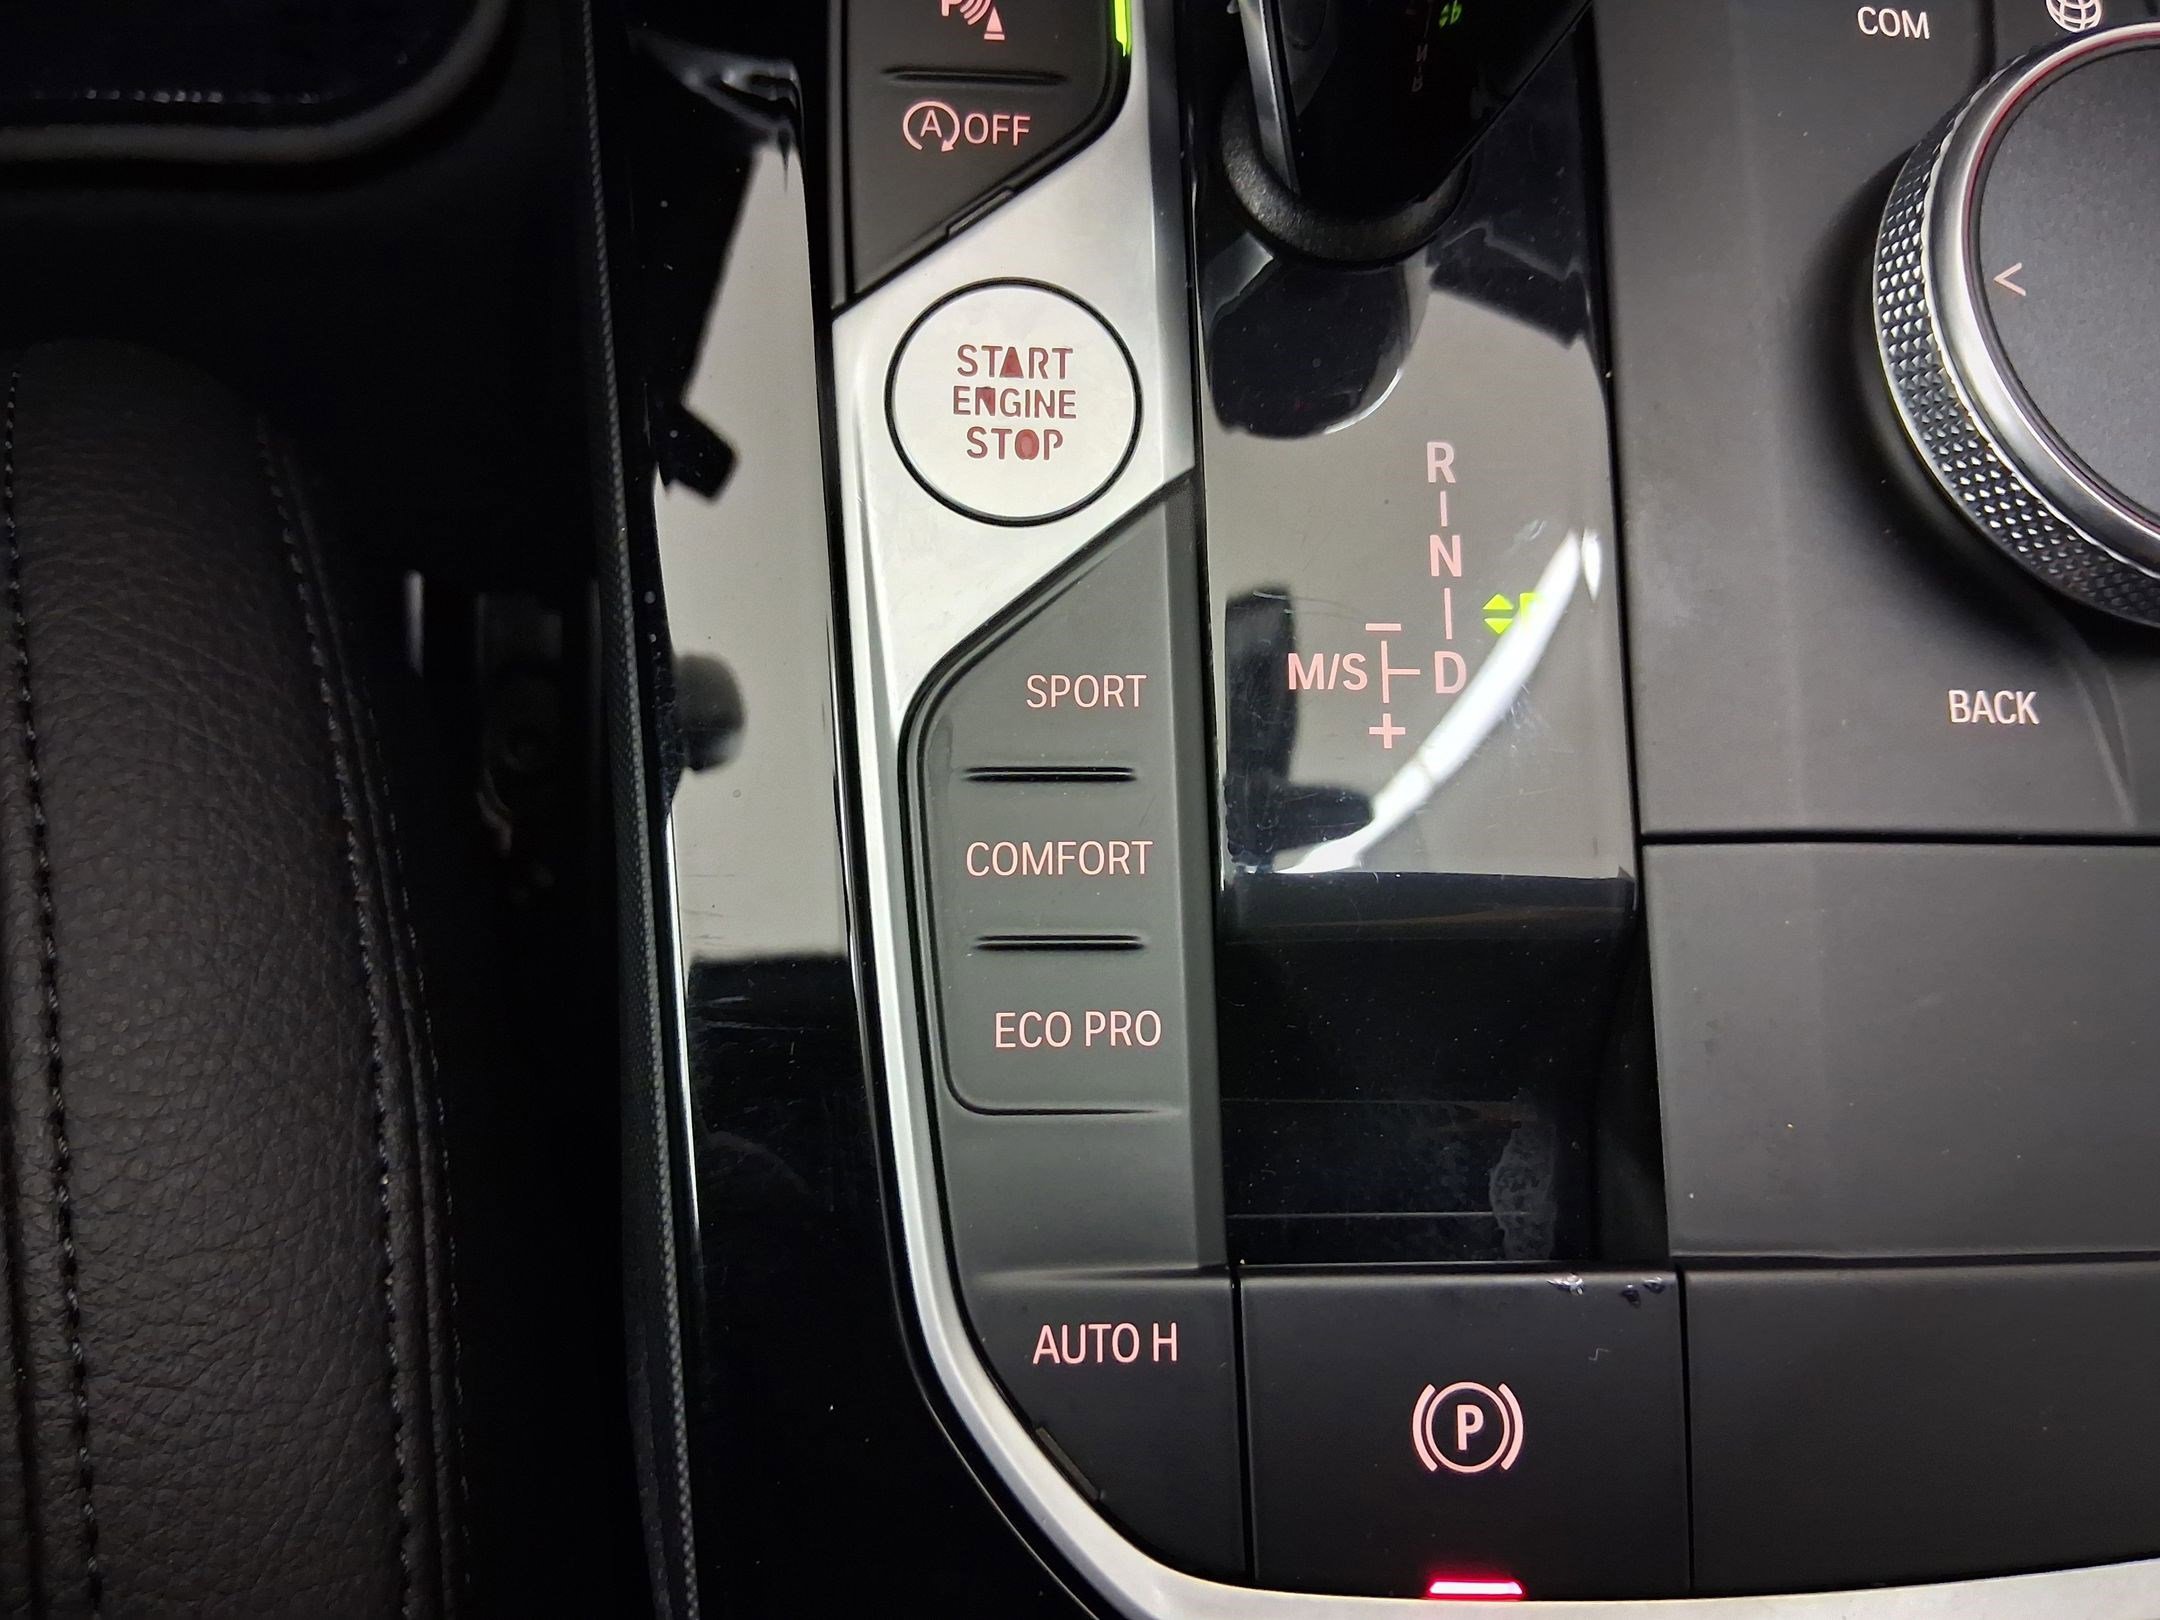 COM
A OFF
START
ENGINE
STOP
R
N
M/S D
+
SPORT
BACK
COMFORT
ECO PRO
AUTO H
P